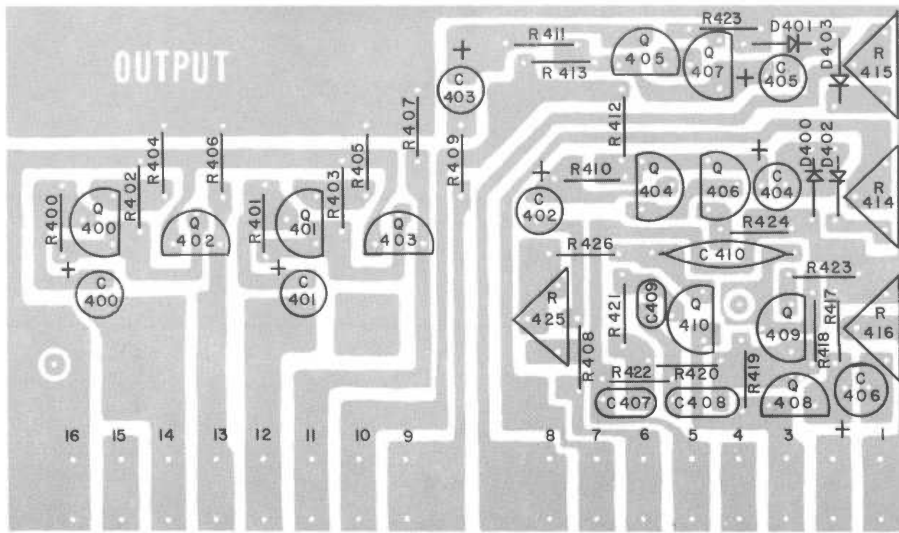 OUTPUT
R423
D401
D403
R411
Q 405
Q 407
C 405
R 415
R413
C 403
R407
R404
R406
R405
R409
R412
D400
D402
R410
Q 404
Q 406
C 404
R 414
C 402
R424
R400
Q 400
R402
Q 402
R401
Q 401
R403
Q 403
R426
C 410
R423
C 400
C 401
R 425
R408
R421
C409
Q 410
Q 409
R418
R417
R 416
R422
R420
R419
C407
C408
Q 408
C 406
16 15 14 13 12 11 10 9 8 7 6 5 4 3 1